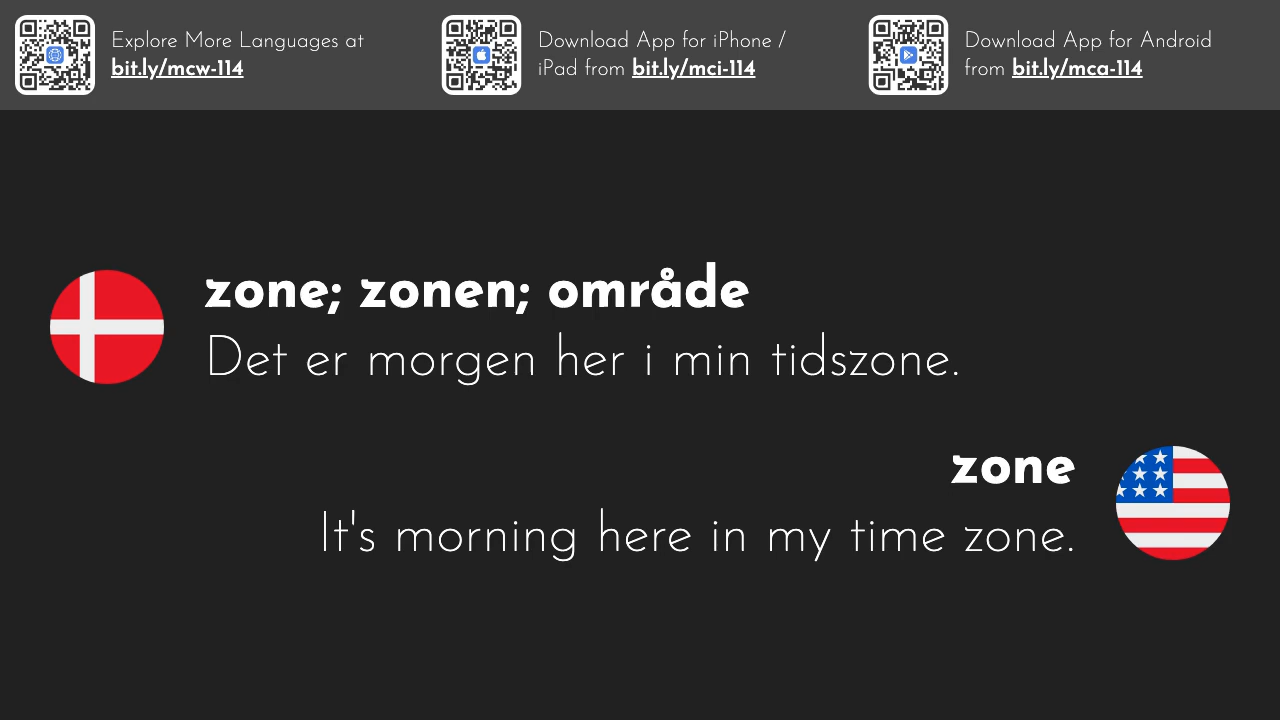 Explore More Languages at
bit.ly/mcw-114
Download App for iPhone /
iPad from bit.ly/mci-114
Download App for Android
from bit.ly/mca-114
zone; zonen; område
Det er morgen her i min tidszone.
zone
It's morning here in my time zone.